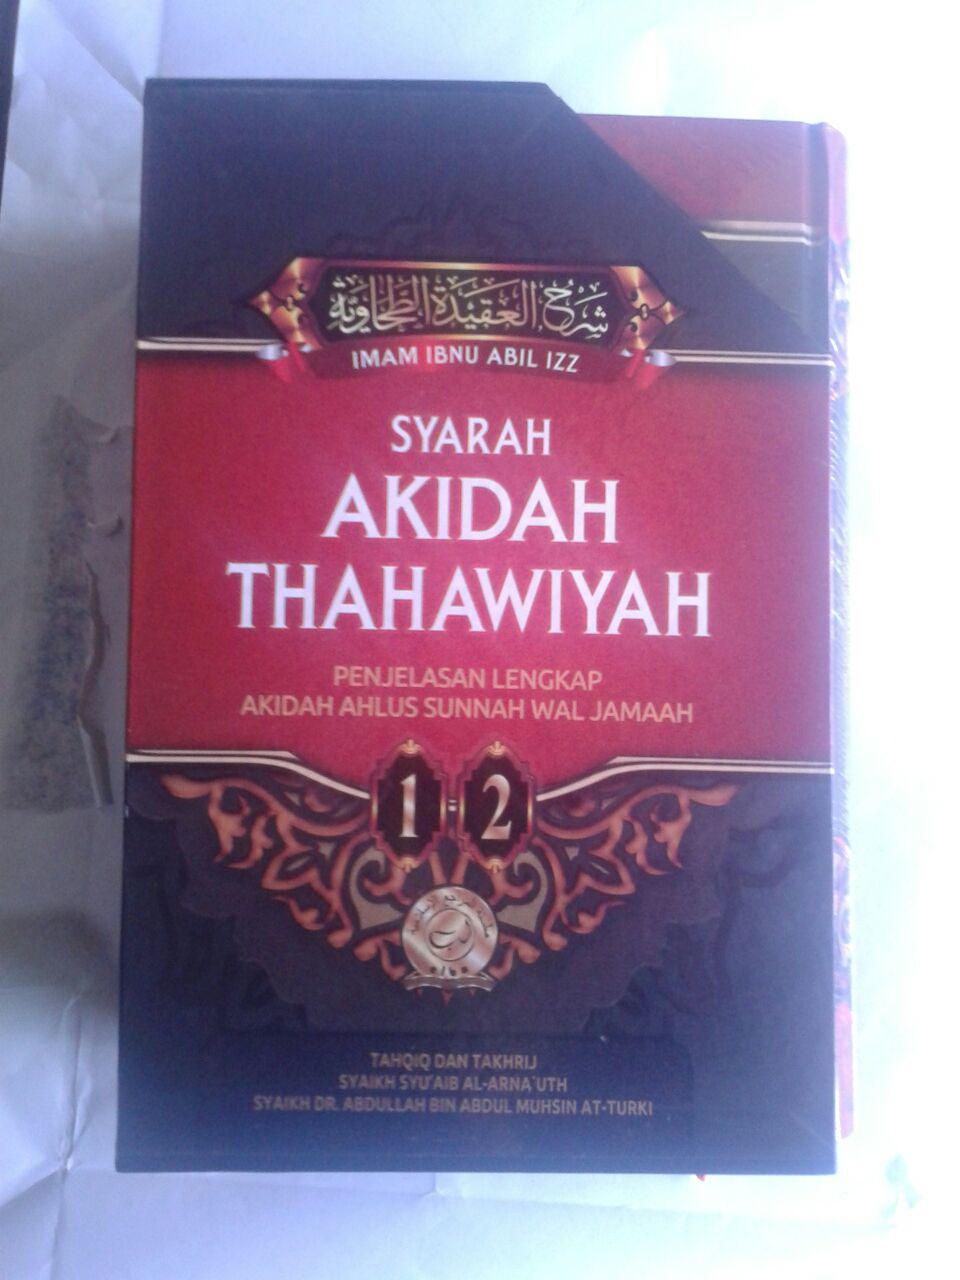 شرح العقيدة الطحاوية
IMAM IBNU ABIL IZZ
SYARAH
AKIDAH
THAHAWIYAH
PENJELASAN LENGKAP
AKIDAH AHLUS SUNNAH WAL JAMAAH
1-2
elba
TAHQIQ DAN TAKHRIJ
SYAIKH SYU'AIB AL-ARNA'UTH
SYAIKH DR. ABDULLAH BIN ABDUL MUHSIN AT-TURKI